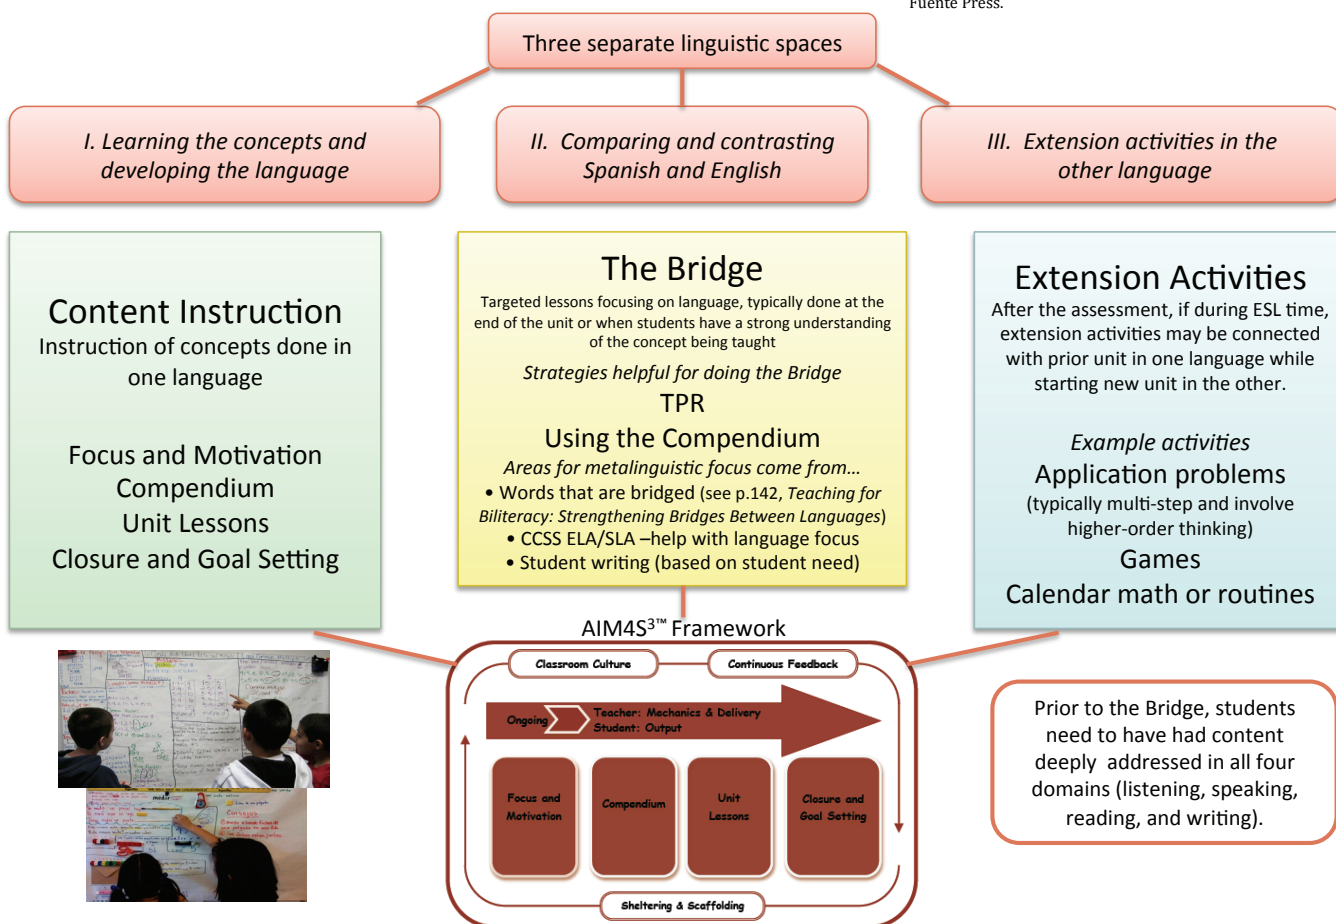 Fuente Press.
Three separate linguistic spaces
I. Learning the concepts and
developing the language
II. Comparing and contrasting
Spanish and English
III. Extension activities in the
other language
Content Instruction
Instruction of concepts done in
one language
Focus and Motivation
Compendium
Unit Lessons
Closure and Goal Setting
The Bridge
Targeted lessons focusing on language, typically done at the
end of the unit or when students have a strong understanding
of the concept being taught
Strategies helpful for doing the Bridge
TPR
Using the Compendium
Areas for metalinguistic focus come from…
• Words that are bridged (see p.142, Teaching for
Biliteracy: Strengthening Bridges Between Languages)
• CCSS ELA/SLA –help with language focus
• Student writing (based on student need)
Extension Activities
After the assessment, if during ESL time,
extension activities may be connected
with prior unit in one language while
starting new unit in the other.
Example activities
Application problems
(typically multi-step and involve
higher-order thinking)
Games
Calendar math or routines
AIM4S³™ Framework
Classroom Culture
Continuous Feedback
Ongoing
Teacher: Mechanics & Delivery
Student: Output
Focus and
Motivation
Compendium
Unit
Lessons
Closure and
Goal Setting
Sheltering & Scaffolding
Prior to the Bridge, students
need to have had content
deeply addressed in all four
domains (listening, speaking,
reading, and writing).